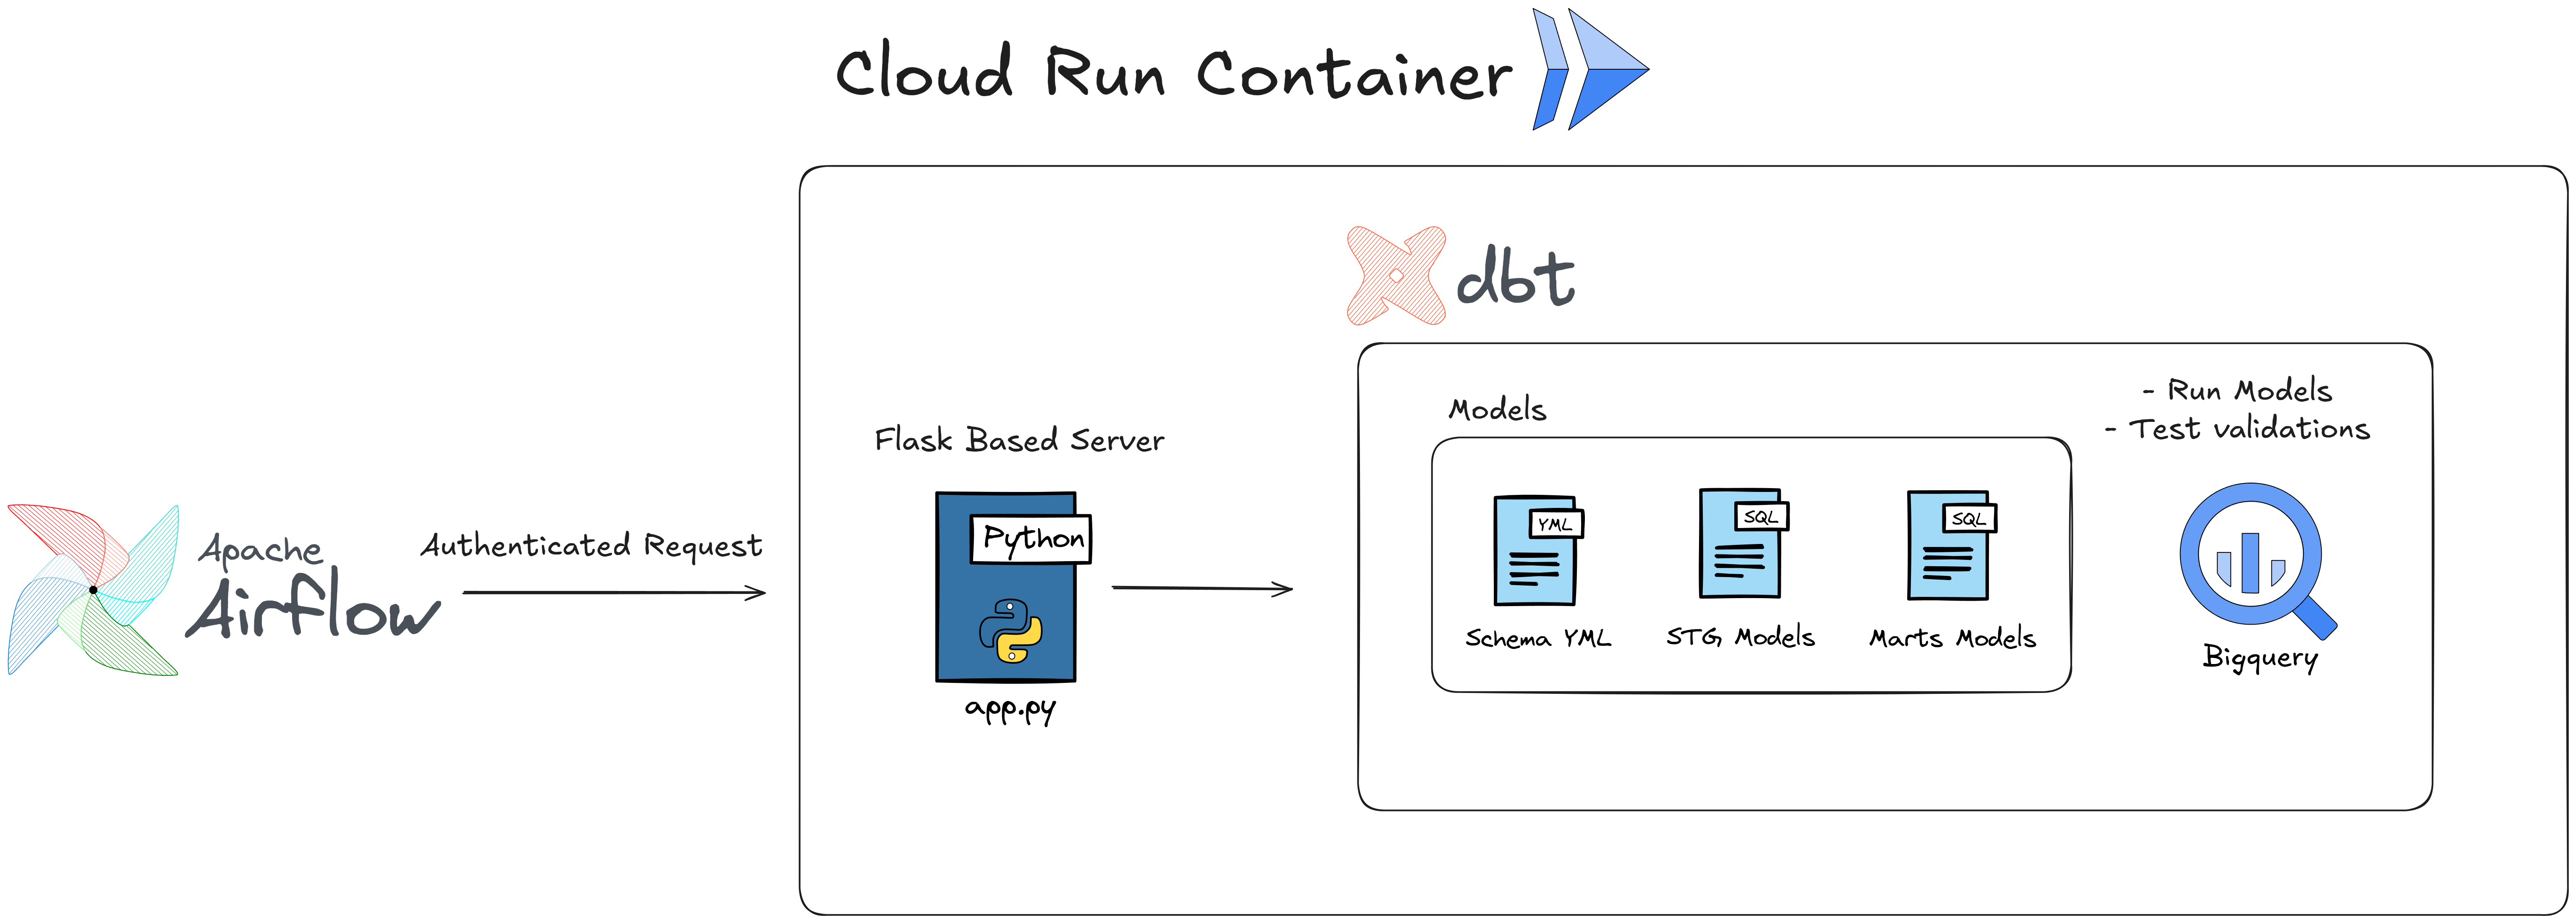 Cloud Run Container
dbt
- Run Models
- Test validations
Models
Flask Based Server
YML
SQL
SQL
Python
Apache
Airflow
Authenticated Request
Schema YML
STG Models
Marts Models
Bigquery
app.py